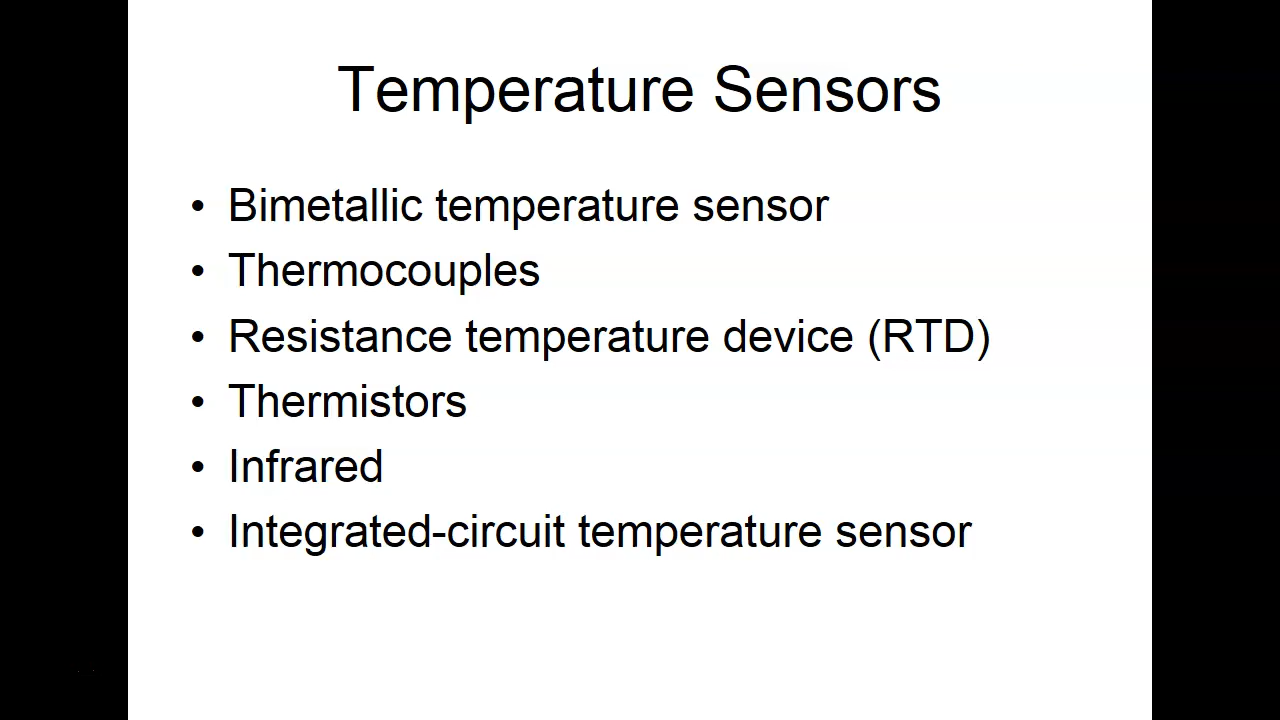 Temperature Sensors
• Bimetallic temperature sensor
• Thermocouples
• Resistance temperature device (RTD)
• Thermistors
• Infrared
• Integrated-circuit temperature sensor